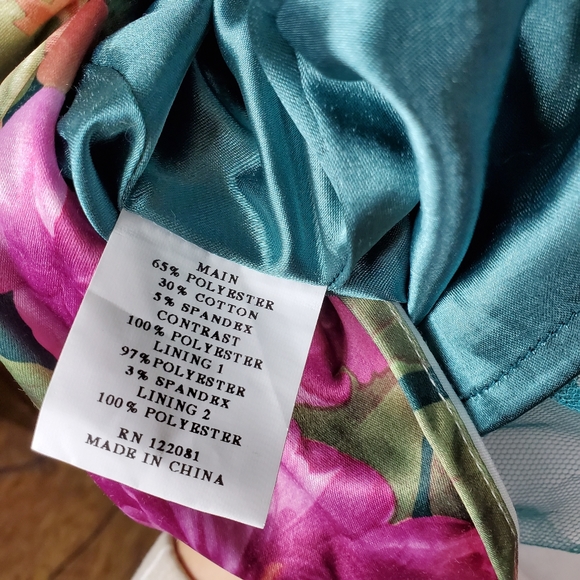 MAIN
65% POLYESTER
30% COTTON
5% SPANDEX
CONTRAST
100% POLYESTER
LINING 1
97% POLYESTER
3% SPANDEX
LINING 2
100% POLYESTER
RN 122081
MADE IN CHINA